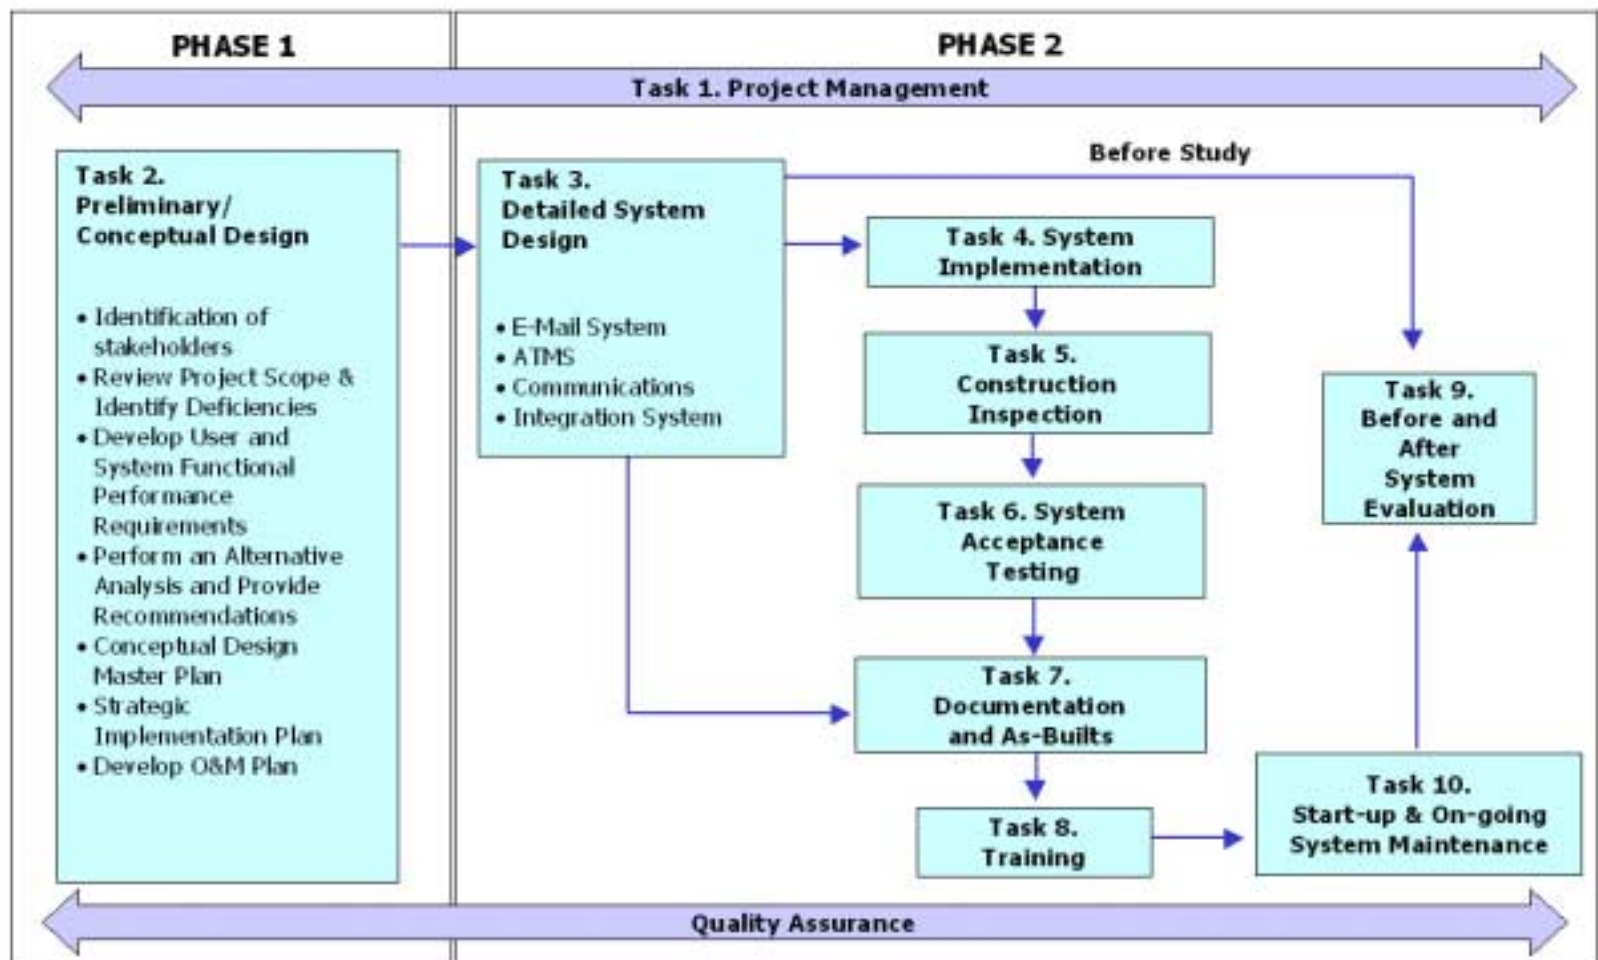 PHASE 1
PHASE 2
Task 1. Project Management
Task 2.
Preliminary/
Conceptual Design
• Identification of
stakeholders
• Review Project Scope &
Identify Deficiencies
• Develop User and
System Functional
Performance
Requirements
• Perform an Alternative
Analysis and Provide
Recommendations
• Conceptual Design
Master Plan
• Strategic
Implementation Plan
• Develop O&M Plan
Task 3.
Detailed System
Design
• E-Mail System
• ATMS
• Communications
• Integration System
Before Study
Task 4. System
Implementation
Task 5.
Construction
Inspection
Task 6. System
Acceptance
Testing
Task 7.
Documentation
and As-Builts
Task 8.
Training
Task 9.
Before and
After
System
Evaluation
Task 10.
Start-up & On-going
System Maintenance
Quality Assurance